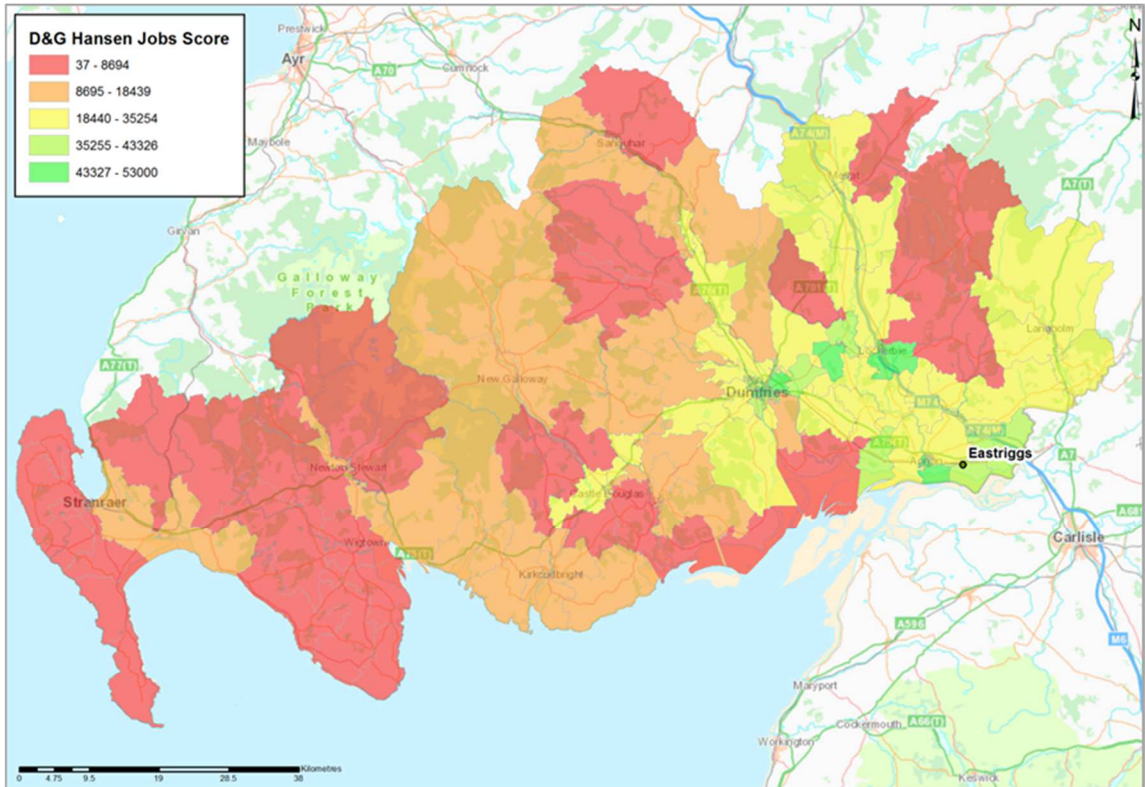 D&G Hansen Jobs Score
37 - 8694
8695 - 18439
18440 - 35254
35255 - 43326
43327 - 53000
N
Prestwick
Ayr
A70
Cumnock
Maybole
Sanquhar
A74(M)
Moffat
A7(T)
Girvan
Galloway
Forest
Park
A76(T)
A701(T)
Langholm
A77(T)
Lockerbie
New Galloway
Dumfries
M74
A74(M)
A75(T)
Annan
Eastriggs
A7
Newton Stewart
Castle Douglas
Stranraer
Carlisle
Wigtown
A75(T)
Kirkcudbright
A596
M6
Maryport
Cockermouth
A66(T)
Workington
Keswick
Kilometres
0 4.75 9.5 19 28.5 38